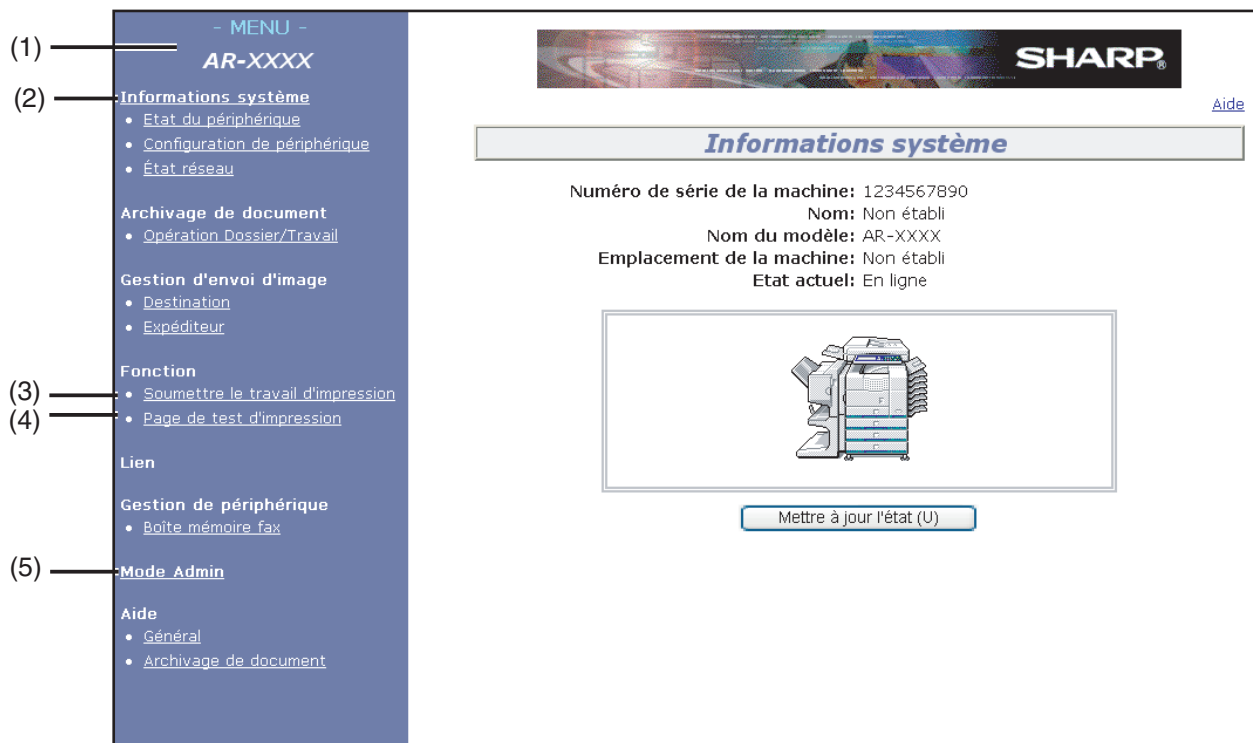 (1)
- MENU -
AR-XXXX
(2)
Informations système
• Etat du périphérique
• Configuration de périphérique
• État réseau
Archivage de document
• Opération Dossier/Travail
Gestion d'envoi d'image
• Destination
• Expéditeur
Fonction
(3)
• Soumettre le travail d'impression
(4)
• Page de test d'impression
Lien
Gestion de périphérique
• Boîte mémoire fax
(5)
Mode Admin
Aide
• Général
• Archivage de document
SHARP®
Aide
Informations système
Numéro de série de la machine: 1234567890
Nom: Non établi
Nom du modèle: AR-XXXX
Emplacement de la machine: Non établi
Etat actuel: En ligne
Mettre à jour l'état (U)